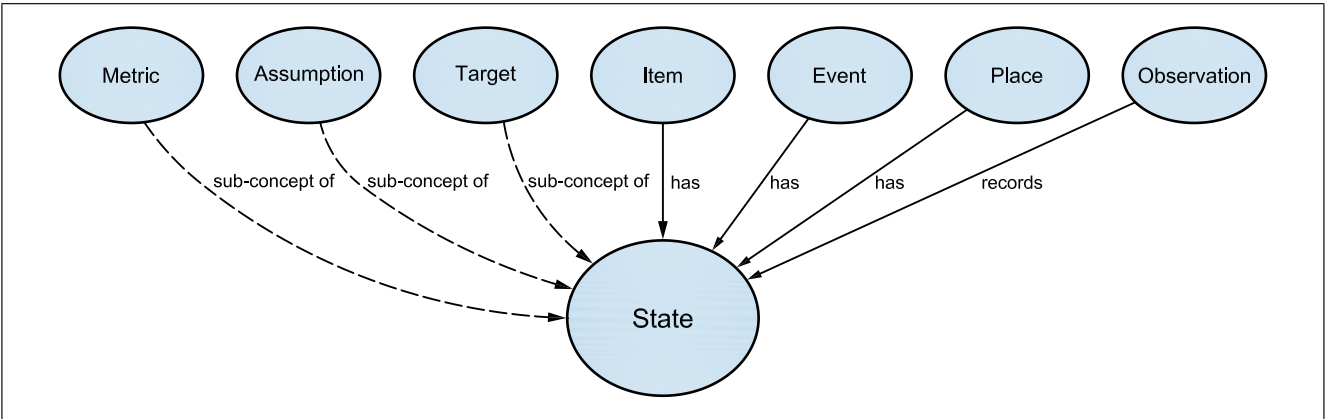 Metric
Assumption
Target
Item
Event
Place
Observation
sub-concept of
sub-concept of
sub-concept of
has
has
has
records
State